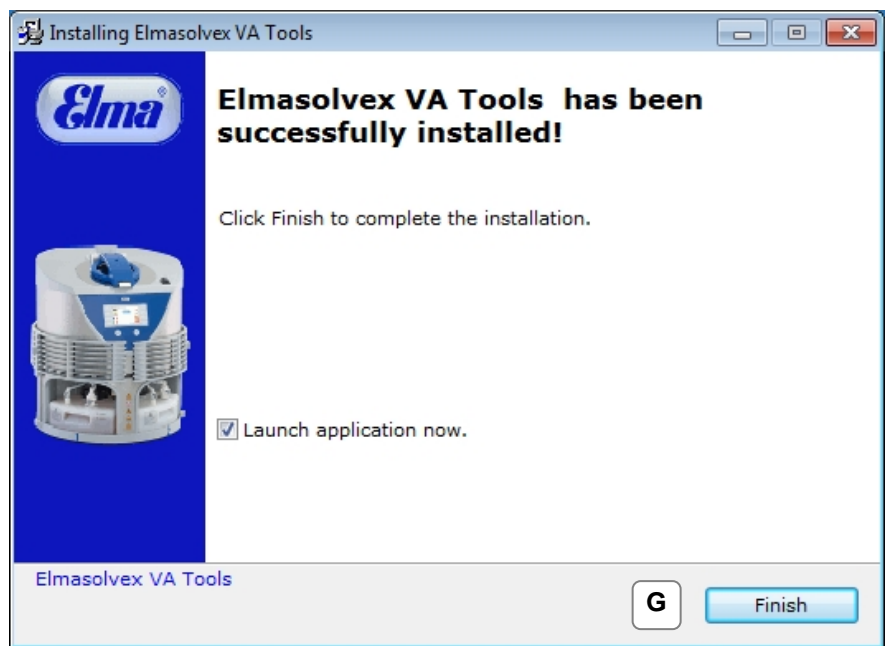 Installing Elmasolvex VA Tools
Elma®
Elmasolvex VA Tools has been
successfully installed!
Click Finish to complete the installation.
Launch application now.
Elmasolvex VA Tools
G
Finish